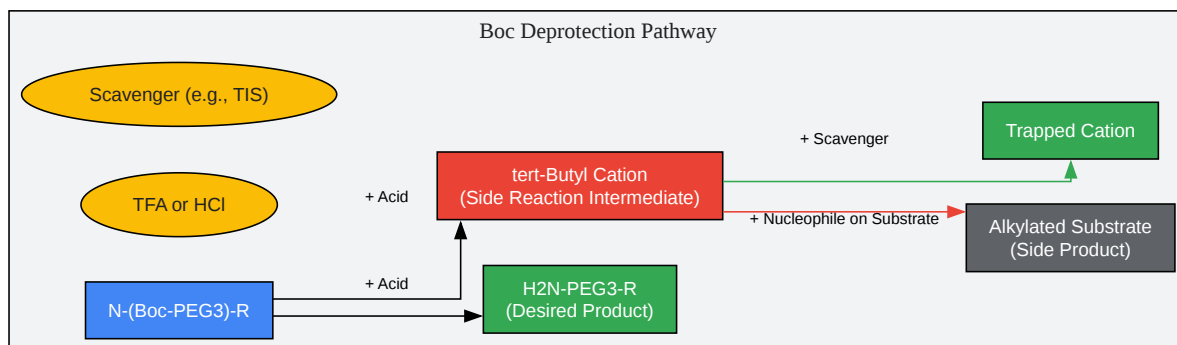 Boc Deprotection Pathway
Scavenger (e.g., TIS)
TFA or HCl
N-(Boc-PEG3)-R
+ Acid
+ Acid
tert-Butyl Cation
(Side Reaction Intermediate)
H2N-PEG3-R
(Desired Product)
+ Scavenger
+ Nucleophile on Substrate
Trapped Cation
Alkylated Substrate
(Side Product)